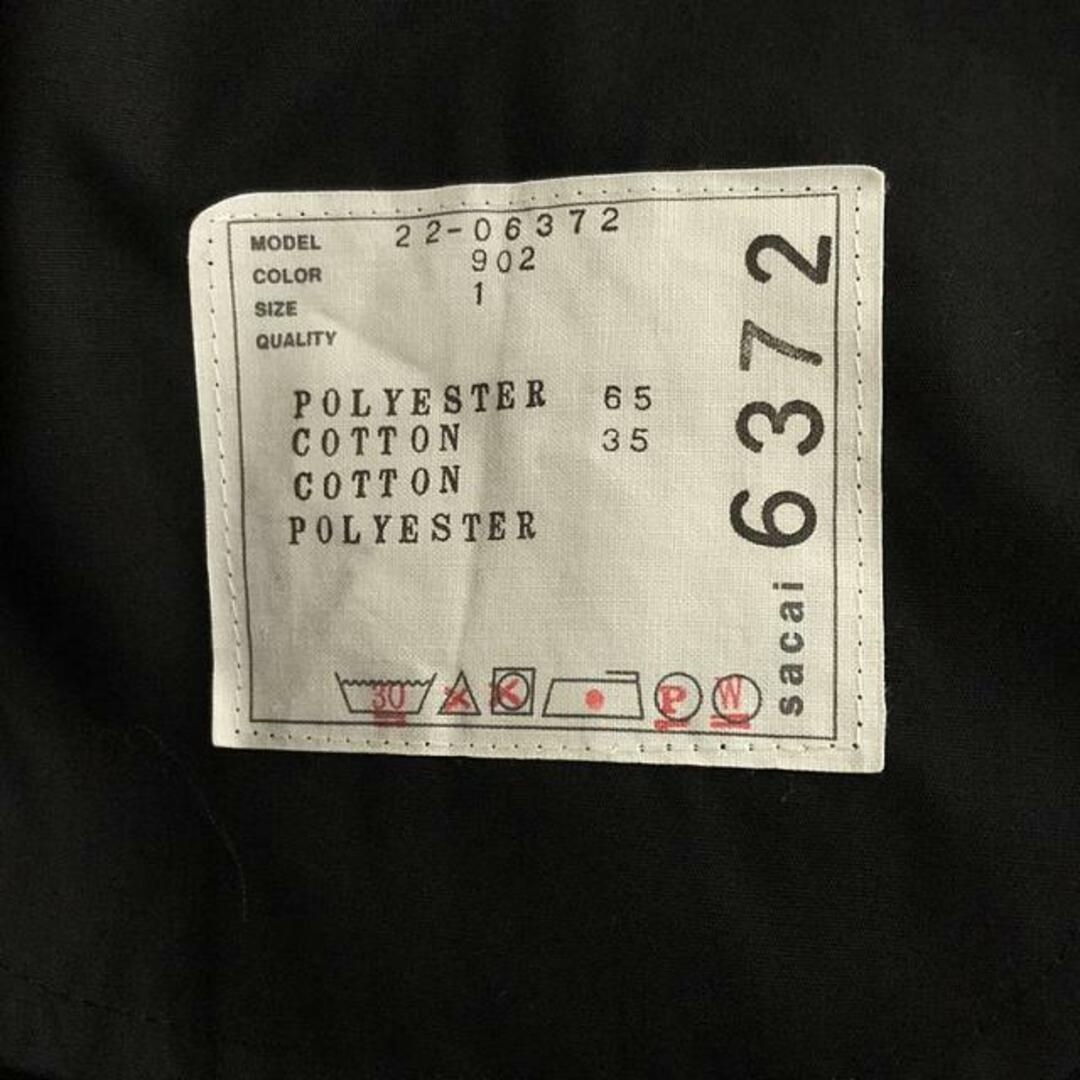 MODEL 22-06372
COLOR 902
SIZE 1
QUALITY
POLYESTER 65
COTTON 35
COTTON
POLYESTER
30 P W
sacai 6372